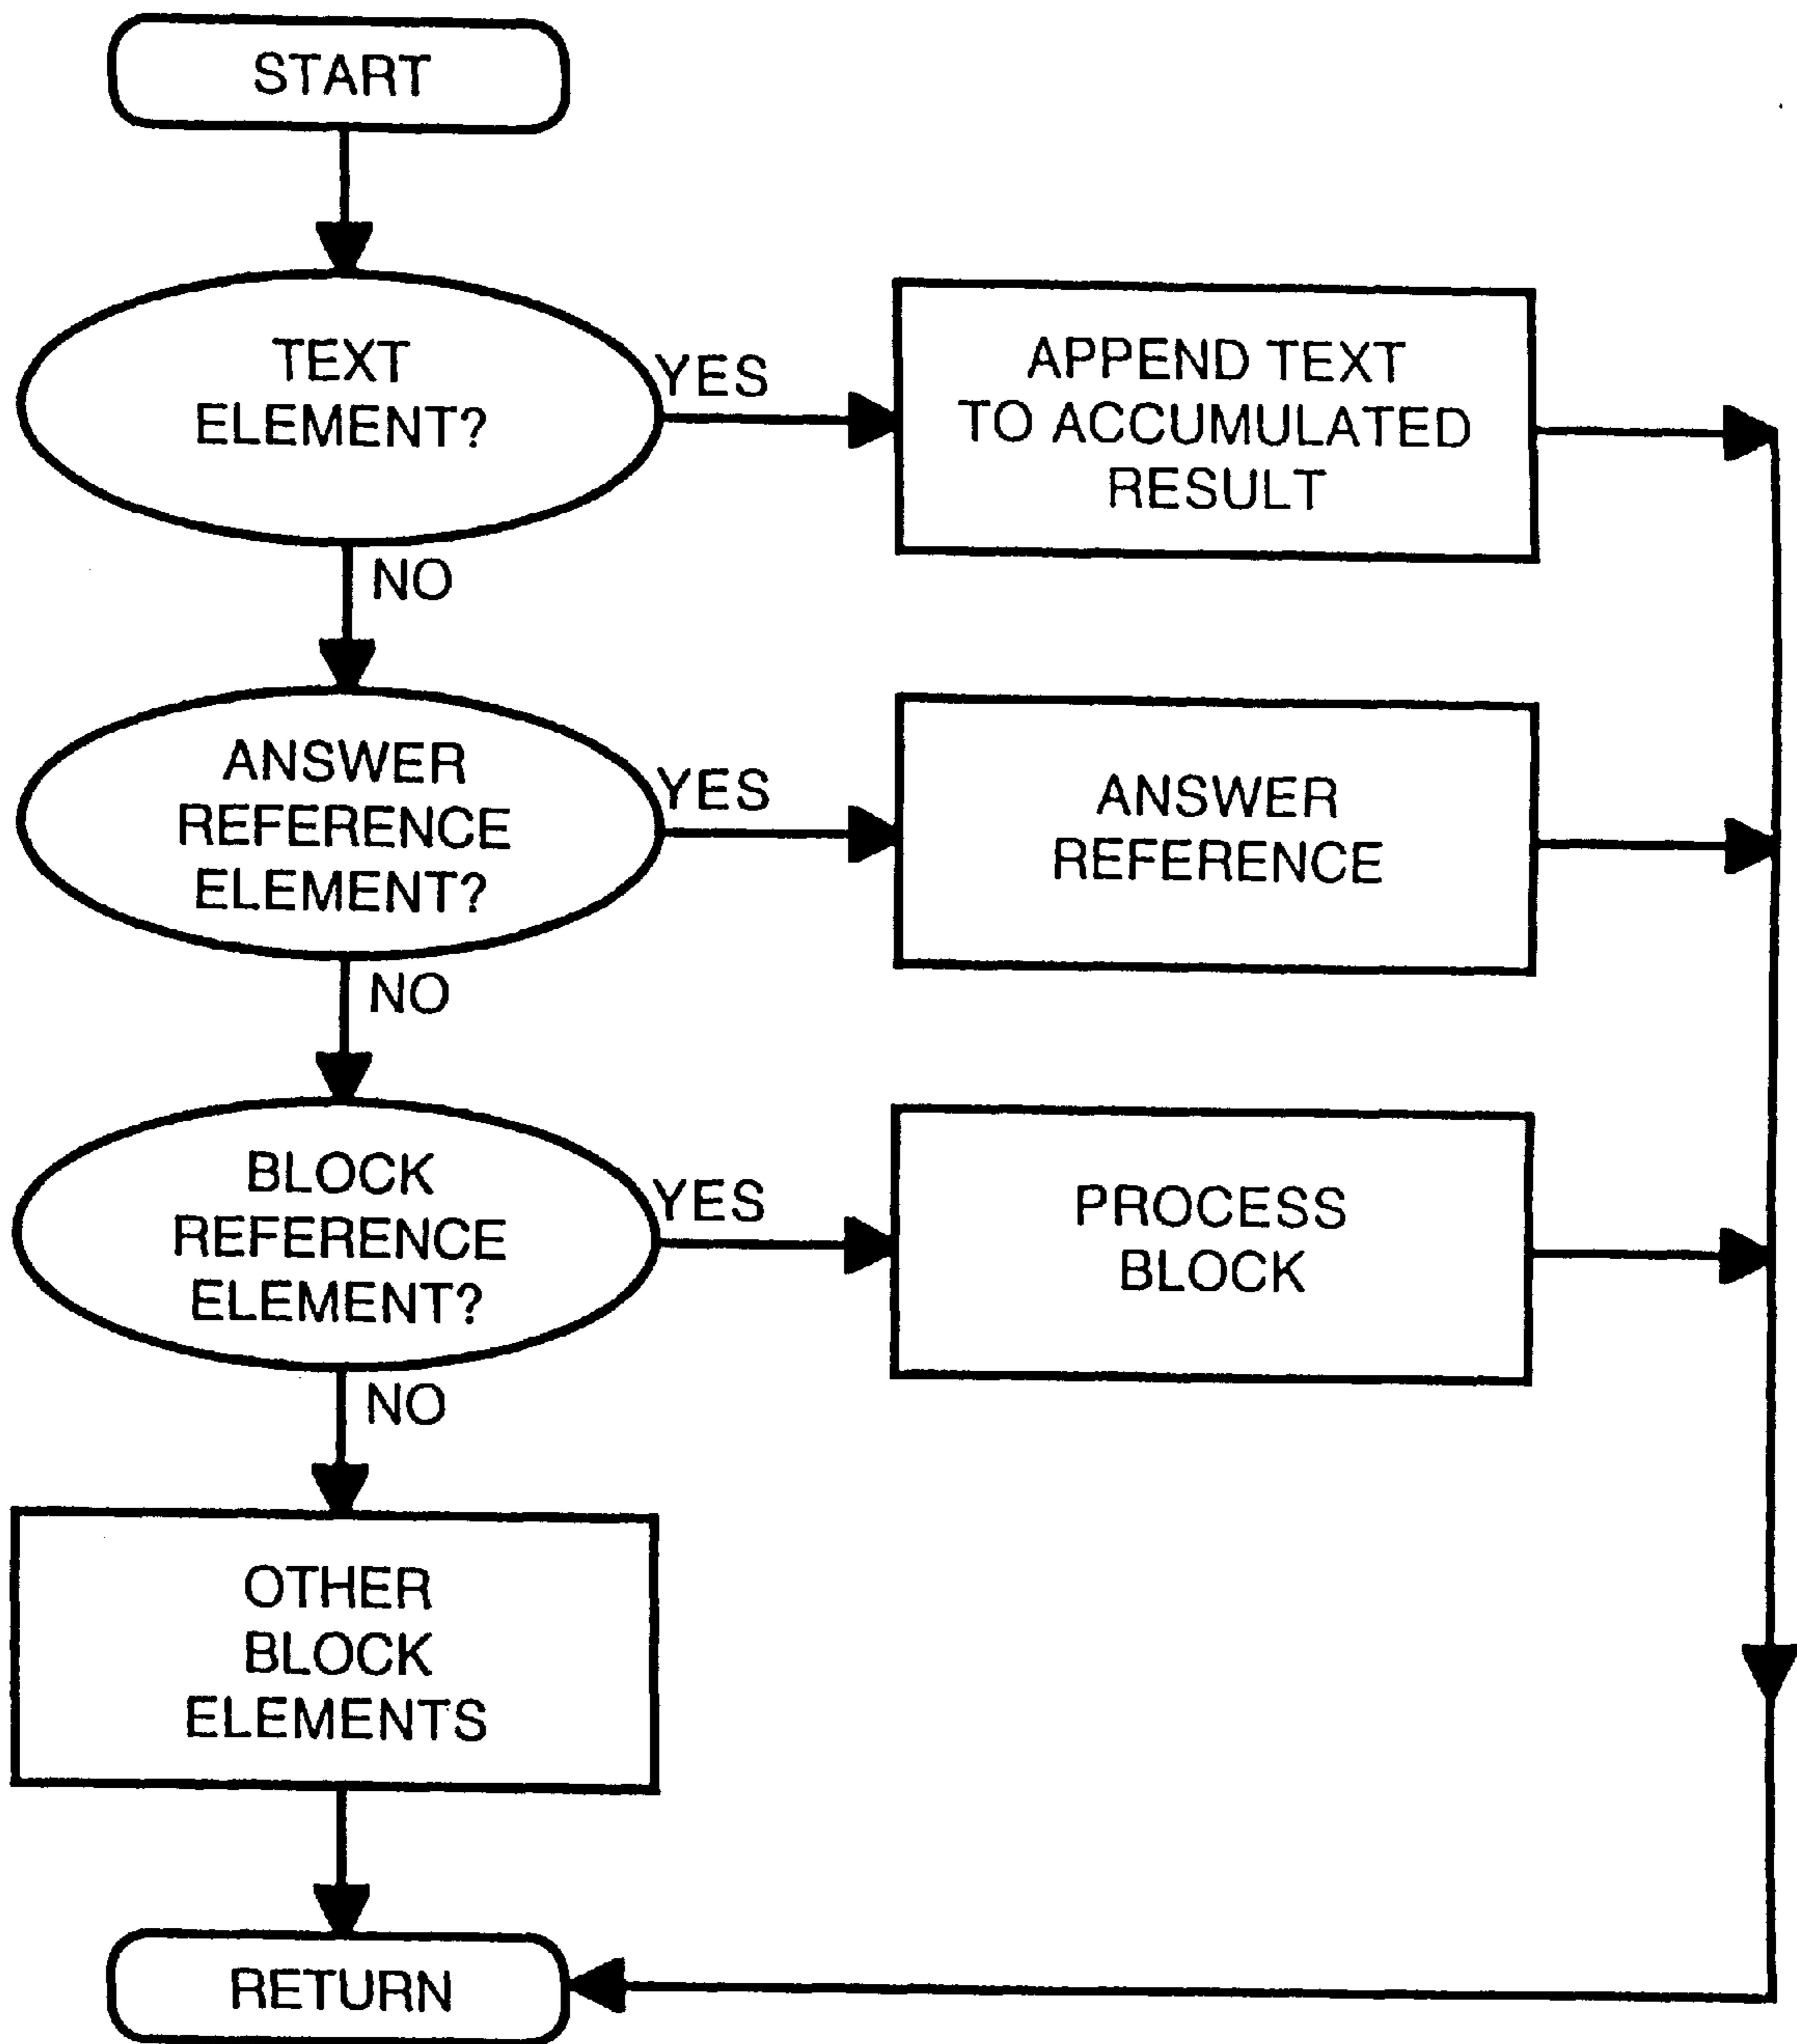 START
TEXT
ELEMENT?
YES
APPEND TEXT
TO ACCUMULATED
RESULT
NO
ANSWER
REFERENCE
ELEMENT?
YES
ANSWER
REFERENCE
NO
BLOCK
REFERENCE
ELEMENT?
YES
PROCESS
BLOCK
NO
OTHER
BLOCK
ELEMENTS
RETURN